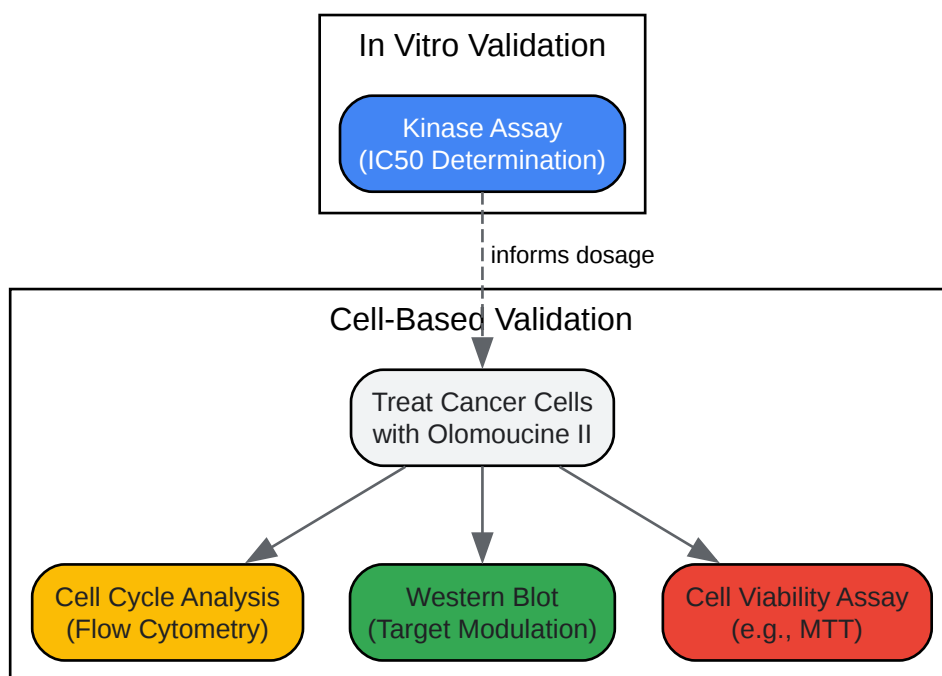 In Vitro Validation
Kinase Assay
(IC50 Determination)
informs dosage
Cell-Based Validation
Treat Cancer Cells
with Olomoucine II
Cell Cycle Analysis
(Flow Cytometry)
Western Blot
(Target Modulation)
Cell Viability Assay
(e.g., MTT)